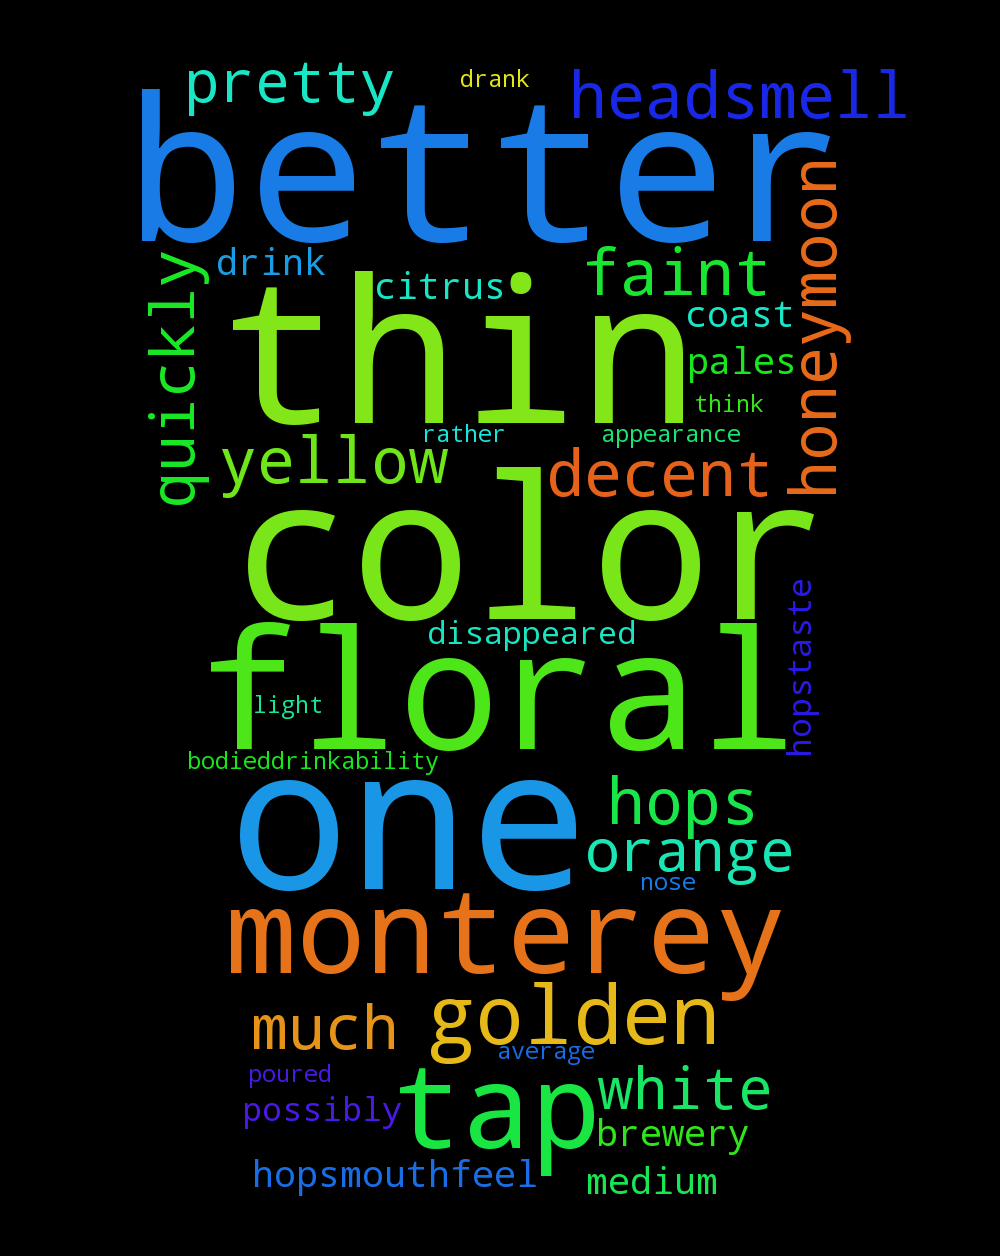 pretty
drank
headsmell
better
honeymoon
quickly
drink
citrus
faint
coast
thin
pales
think
rather
appearance
yellow
decent
color
hopstaste
disappeared
floral
light
bodieddrinkability
one
hops
orange
nose
monterey
golden
much
average
poured
possibly
tap
white
brewery
hopsmouthfeel
medium